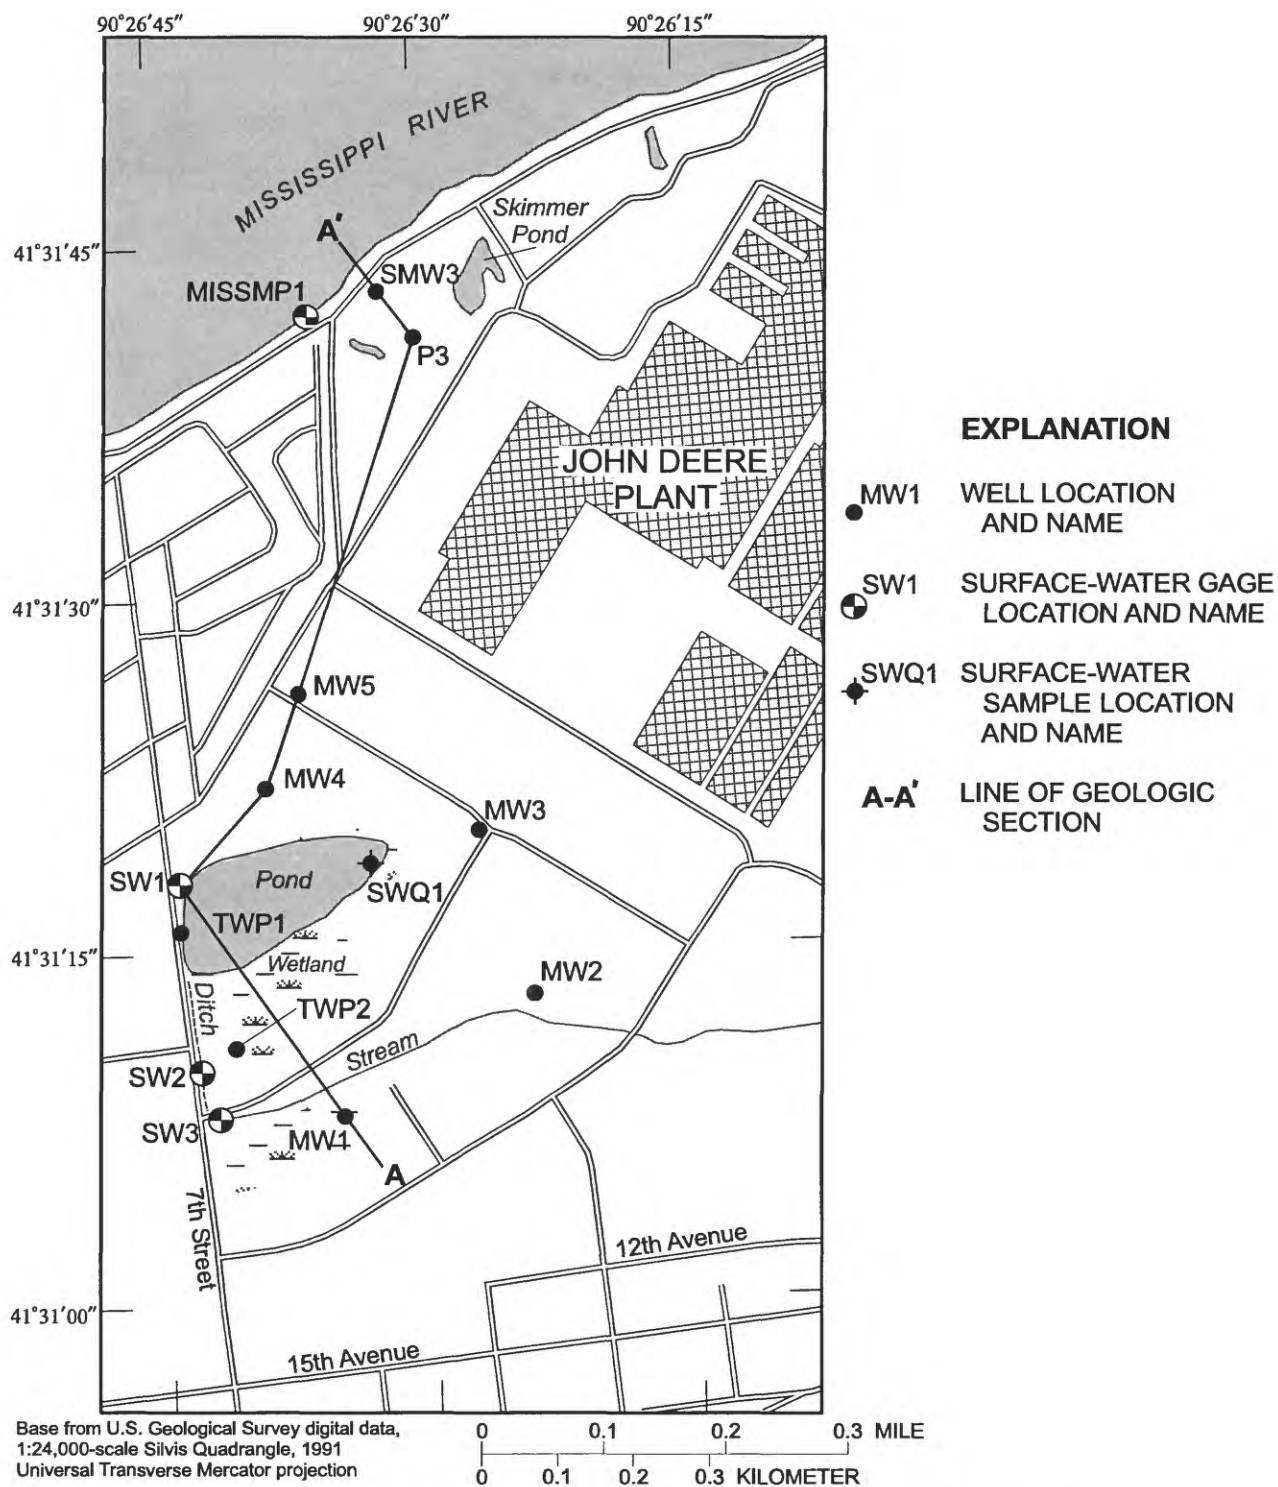 90°26′45″
90°26′30″
90°26′15″
MISSISSIPPI RIVER
A′
Skimmer
Pond
41°31′45″
SMW3
MISSMP1
P3
JOHN DEERE
PLANT
41°31′30″
MW5
MW4
MW3
SW1
Pond
SWQ1
TWP1
41°31′15″
Wetland
MW2
Ditch
TWP2
Stream
SW2
SW3
MW1
A
7th Street
12th Avenue
41°31′00″
15th Avenue
EXPLANATION
MW1 WELL LOCATION
AND NAME
SW1 SURFACE-WATER GAGE
LOCATION AND NAME
SWQ1 SURFACE-WATER
SAMPLE LOCATION
AND NAME
A-A′ LINE OF GEOLOGIC
SECTION
Base from U.S. Geological Survey digital data,
1:24,000-scale Silvis Quadrangle, 1991
Universal Transverse Mercator projection
0 0.1 0.2 0.3 MILE
0 0.1 0.2 0.3 KILOMETER